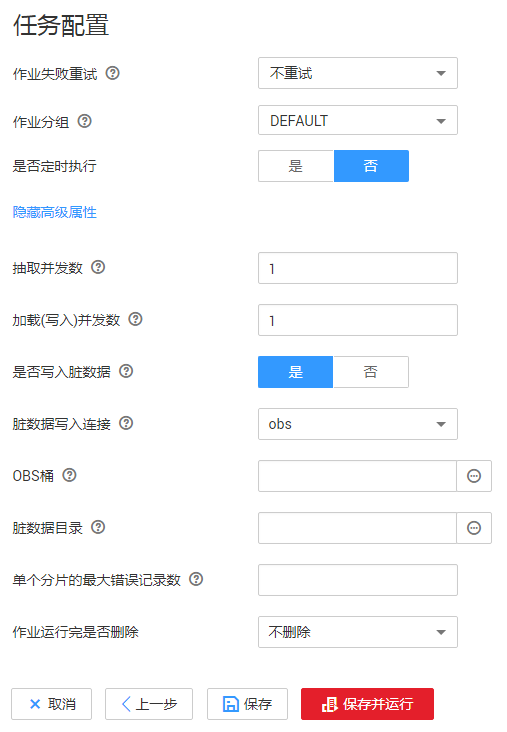 任务配置
作业失败重试 不重试
作业分组 DEFAULT
是否定时执行 是 否
隐藏高级属性
抽取并发数 1
加载(写入)并发数 1
是否写入脏数据 是 否
脏数据写入连接 obs
OBS桶
脏数据目录
单个分片的最大错误记录数
作业运行完是否删除 不删除
取消 上一步 保存 保存并运行